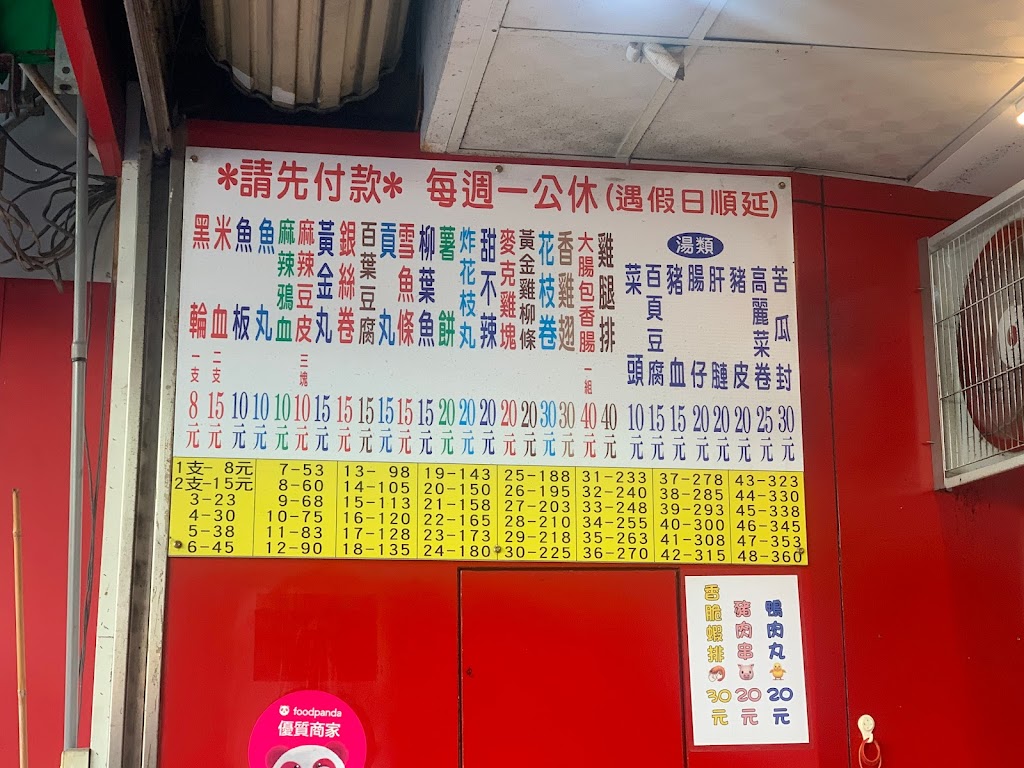 *請先付款* 每週一公休(遇假日順延)
黑輪 一支 8元
米血 二支 15元
魚板 10元
魚丸 10元
麻辣鴨血 10元
麻辣豆皮 三塊 10元
黃金丸 15元
銀絲卷 15元
百葉豆腐 15元
貢丸 15元
雪魚條 15元
柳葉魚 15元
薯餅 20元
炸花枝丸 20元
甜不辣 20元
麥克雞塊 20元
黃金雞柳條 20元
花枝卷 30元
香雞翅 30元
大腸包香腸 一組 40元
雞腿排 40元
湯類
菜頭 10元
百頁豆腐 15元
豬血 15元
腸仔 20元
肝連 20元
豬皮 20元
高麗菜卷 25元
苦瓜封 30元
1支-8元 7-53 13-98 19-143 25-188 31-233 37-278 43-323
2支-15元 8-60 14-105 20-150 26-195 32-240 38-285 44-330
3-23 9-68 15-113 21-158 27-203 33-248 39-293 45-338
4-30 10-75 16-120 22-165 28-210 34-255 40-300 46-345
5-38 11-83 17-128 23-173 29-218 35-263 41-308 47-353
6-45 12-90 18-135 24-180 30-225 36-270 42-315 48-360
香脆蝦排 30元
豬肉串 20元
鴨肉丸 20元
foodpanda
優質商家